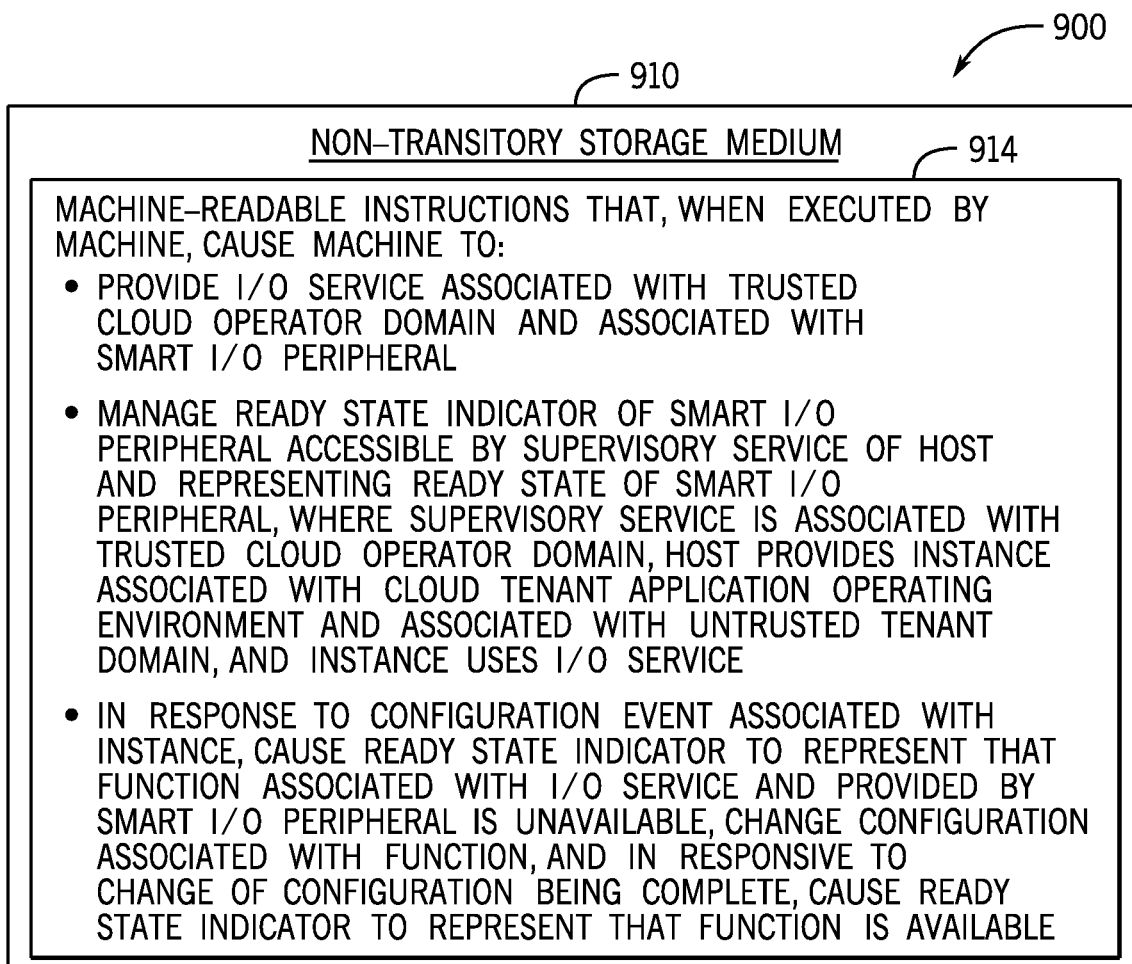 900
910
NON–TRANSITORY STORAGE MEDIUM
914
MACHINE–READABLE INSTRUCTIONS THAT, WHEN EXECUTED BY
MACHINE, CAUSE MACHINE TO:
• PROVIDE I/O SERVICE ASSOCIATED WITH TRUSTED
CLOUD OPERATOR DOMAIN AND ASSOCIATED WITH
SMART I/O PERIPHERAL
• MANAGE READY STATE INDICATOR OF SMART I/O
PERIPHERAL ACCESSIBLE BY SUPERVISORY SERVICE OF HOST
AND REPRESENTING READY STATE OF SMART I/O
PERIPHERAL, WHERE SUPERVISORY SERVICE IS ASSOCIATED WITH
TRUSTED CLOUD OPERATOR DOMAIN, HOST PROVIDES INSTANCE
ASSOCIATED WITH CLOUD TENANT APPLICATION OPERATING
ENVIRONMENT AND ASSOCIATED WITH UNTRUSTED TENANT
DOMAIN, AND INSTANCE USES I/O SERVICE
• IN RESPONSE TO CONFIGURATION EVENT ASSOCIATED WITH
INSTANCE, CAUSE READY STATE INDICATOR TO REPRESENT THAT
FUNCTION ASSOCIATED WITH I/O SERVICE AND PROVIDED BY
SMART I/O PERIPHERAL IS UNAVAILABLE, CHANGE CONFIGURATION
ASSOCIATED WITH FUNCTION, AND IN RESPONSIVE TO
CHANGE OF CONFIGURATION BEING COMPLETE, CAUSE READY
STATE INDICATOR TO REPRESENT THAT FUNCTION IS AVAILABLE